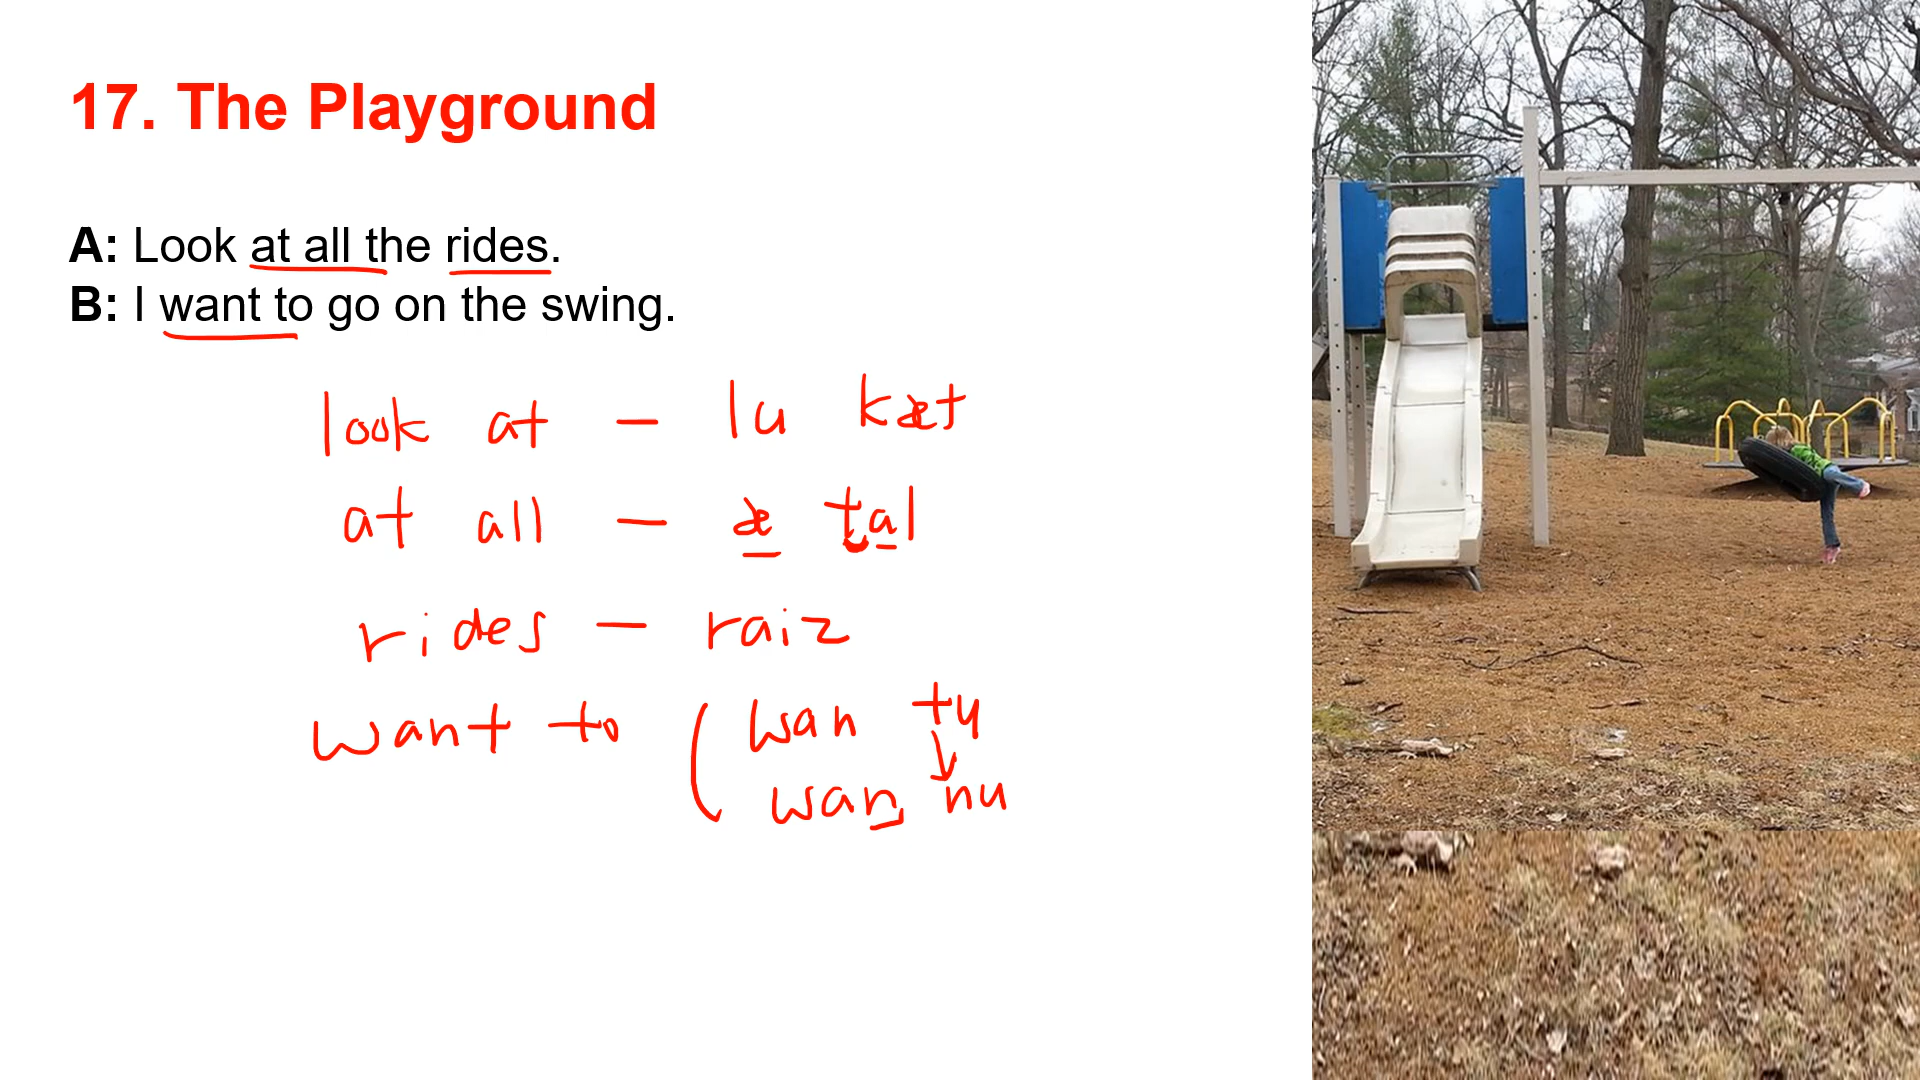 17. The Playground
A: Look at all the rides.
B: I want to go on the swing.
look at – lu kæt
at all – æ tal
rides – raiz
want to ( wan tu
wan nu